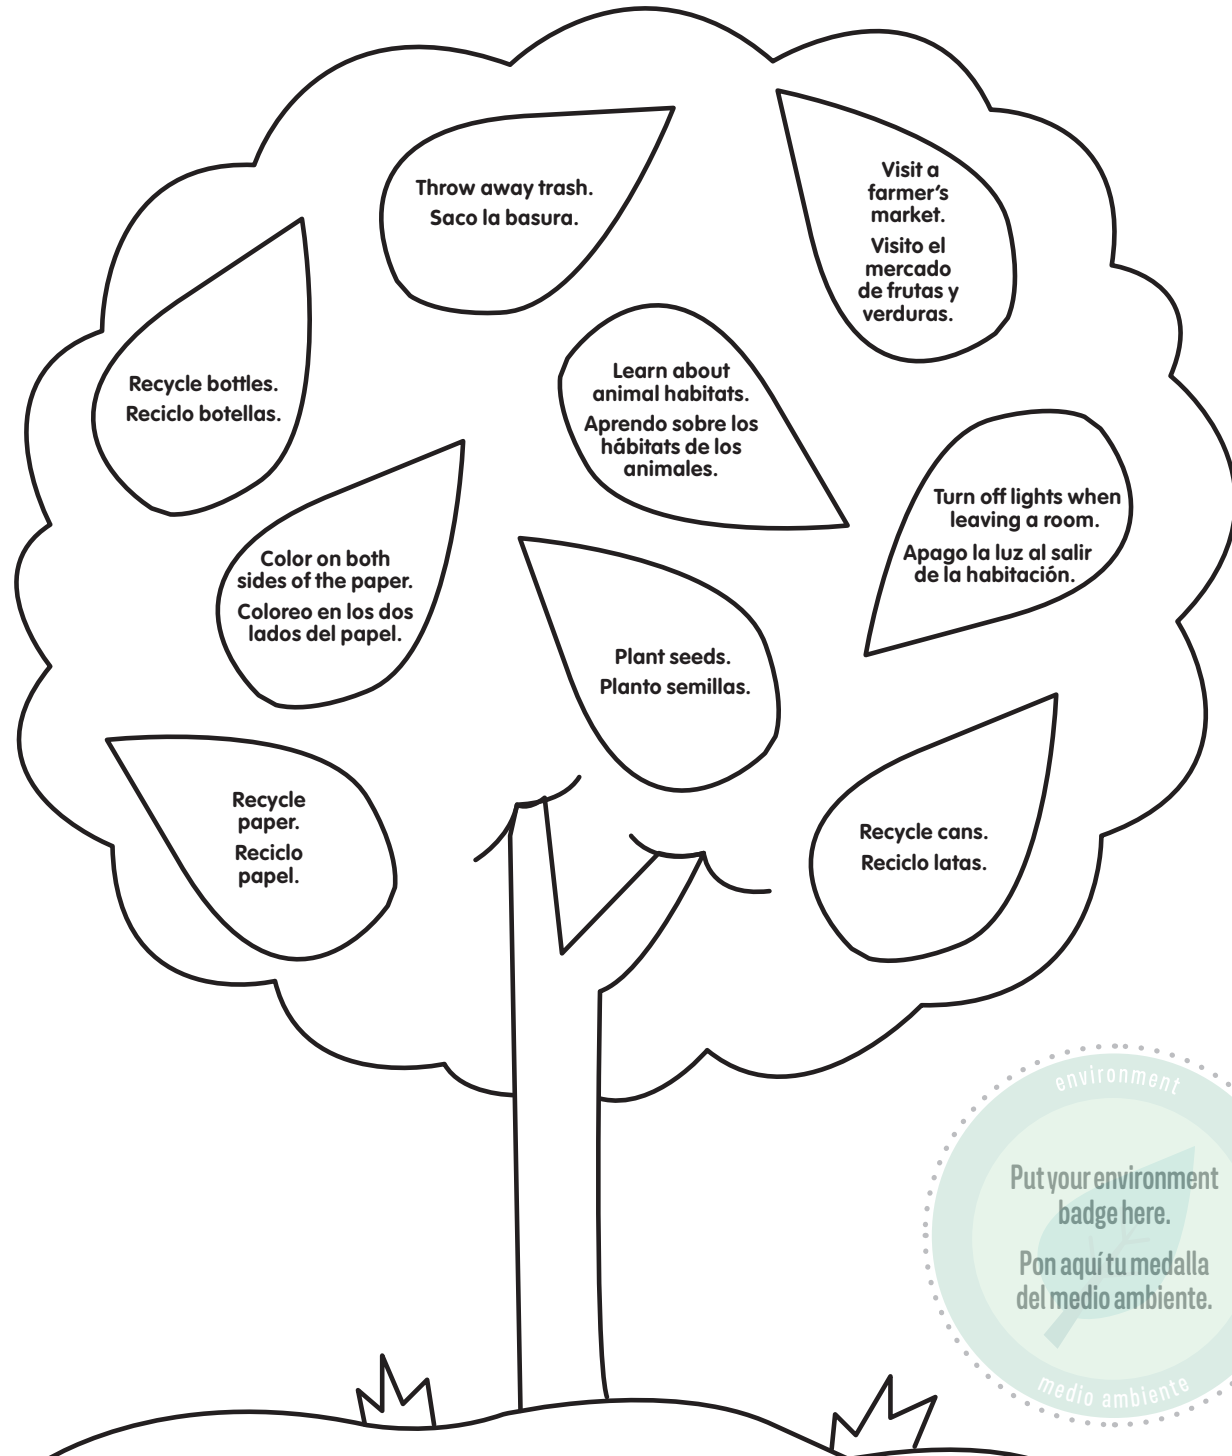 Throw away trash.
Saco la basura.
Visit a
farmer's
market.
Visito el
mercado
de frutas y
verduras.
Recycle bottles.
Reciclo botellas.
Learn about
animal habitats.
Aprendo sobre los
hábitats de los
animales.
Turn off lights when
leaving a room.
Apago la luz al salir
de la habitación.
Color on both
sides of the paper.
Coloreo en los dos
lados del papel.
Plant seeds.
Planto semillas.
Recycle
paper.
Reciclo
papel.
Recycle cans.
Reciclo latas.
environment
Put your environment
badge here.
Pon aquí tu medalla
del medio ambiente.
medio ambiente